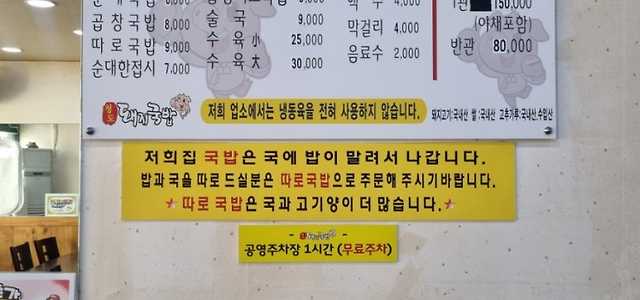 순대국밥 8,000
곱창국밥 8,000
따로국밥 9,000
순대한접시 7,000
술국 9,000
수육 小 25,000
수육 大 30,000
막걸리 4,000
음료수 2,000
150,000
(야채포함)
반관 80,000
돼지국밥
저희 업소에서는 냉동육을 전혀 사용하지 않습니다.
돼지고기:국내산 쌀:국내산 고추가루:국내산,수입산
저희집 국밥은 국에 밥이 말려서 나갑니다.
밥과 국을 따로 드실분은 따로국밥으로 주문해 주시기바랍니다.
따로국밥은 국과 고기양이 더 많습니다.
공영주차장 1시간 (무료주차)